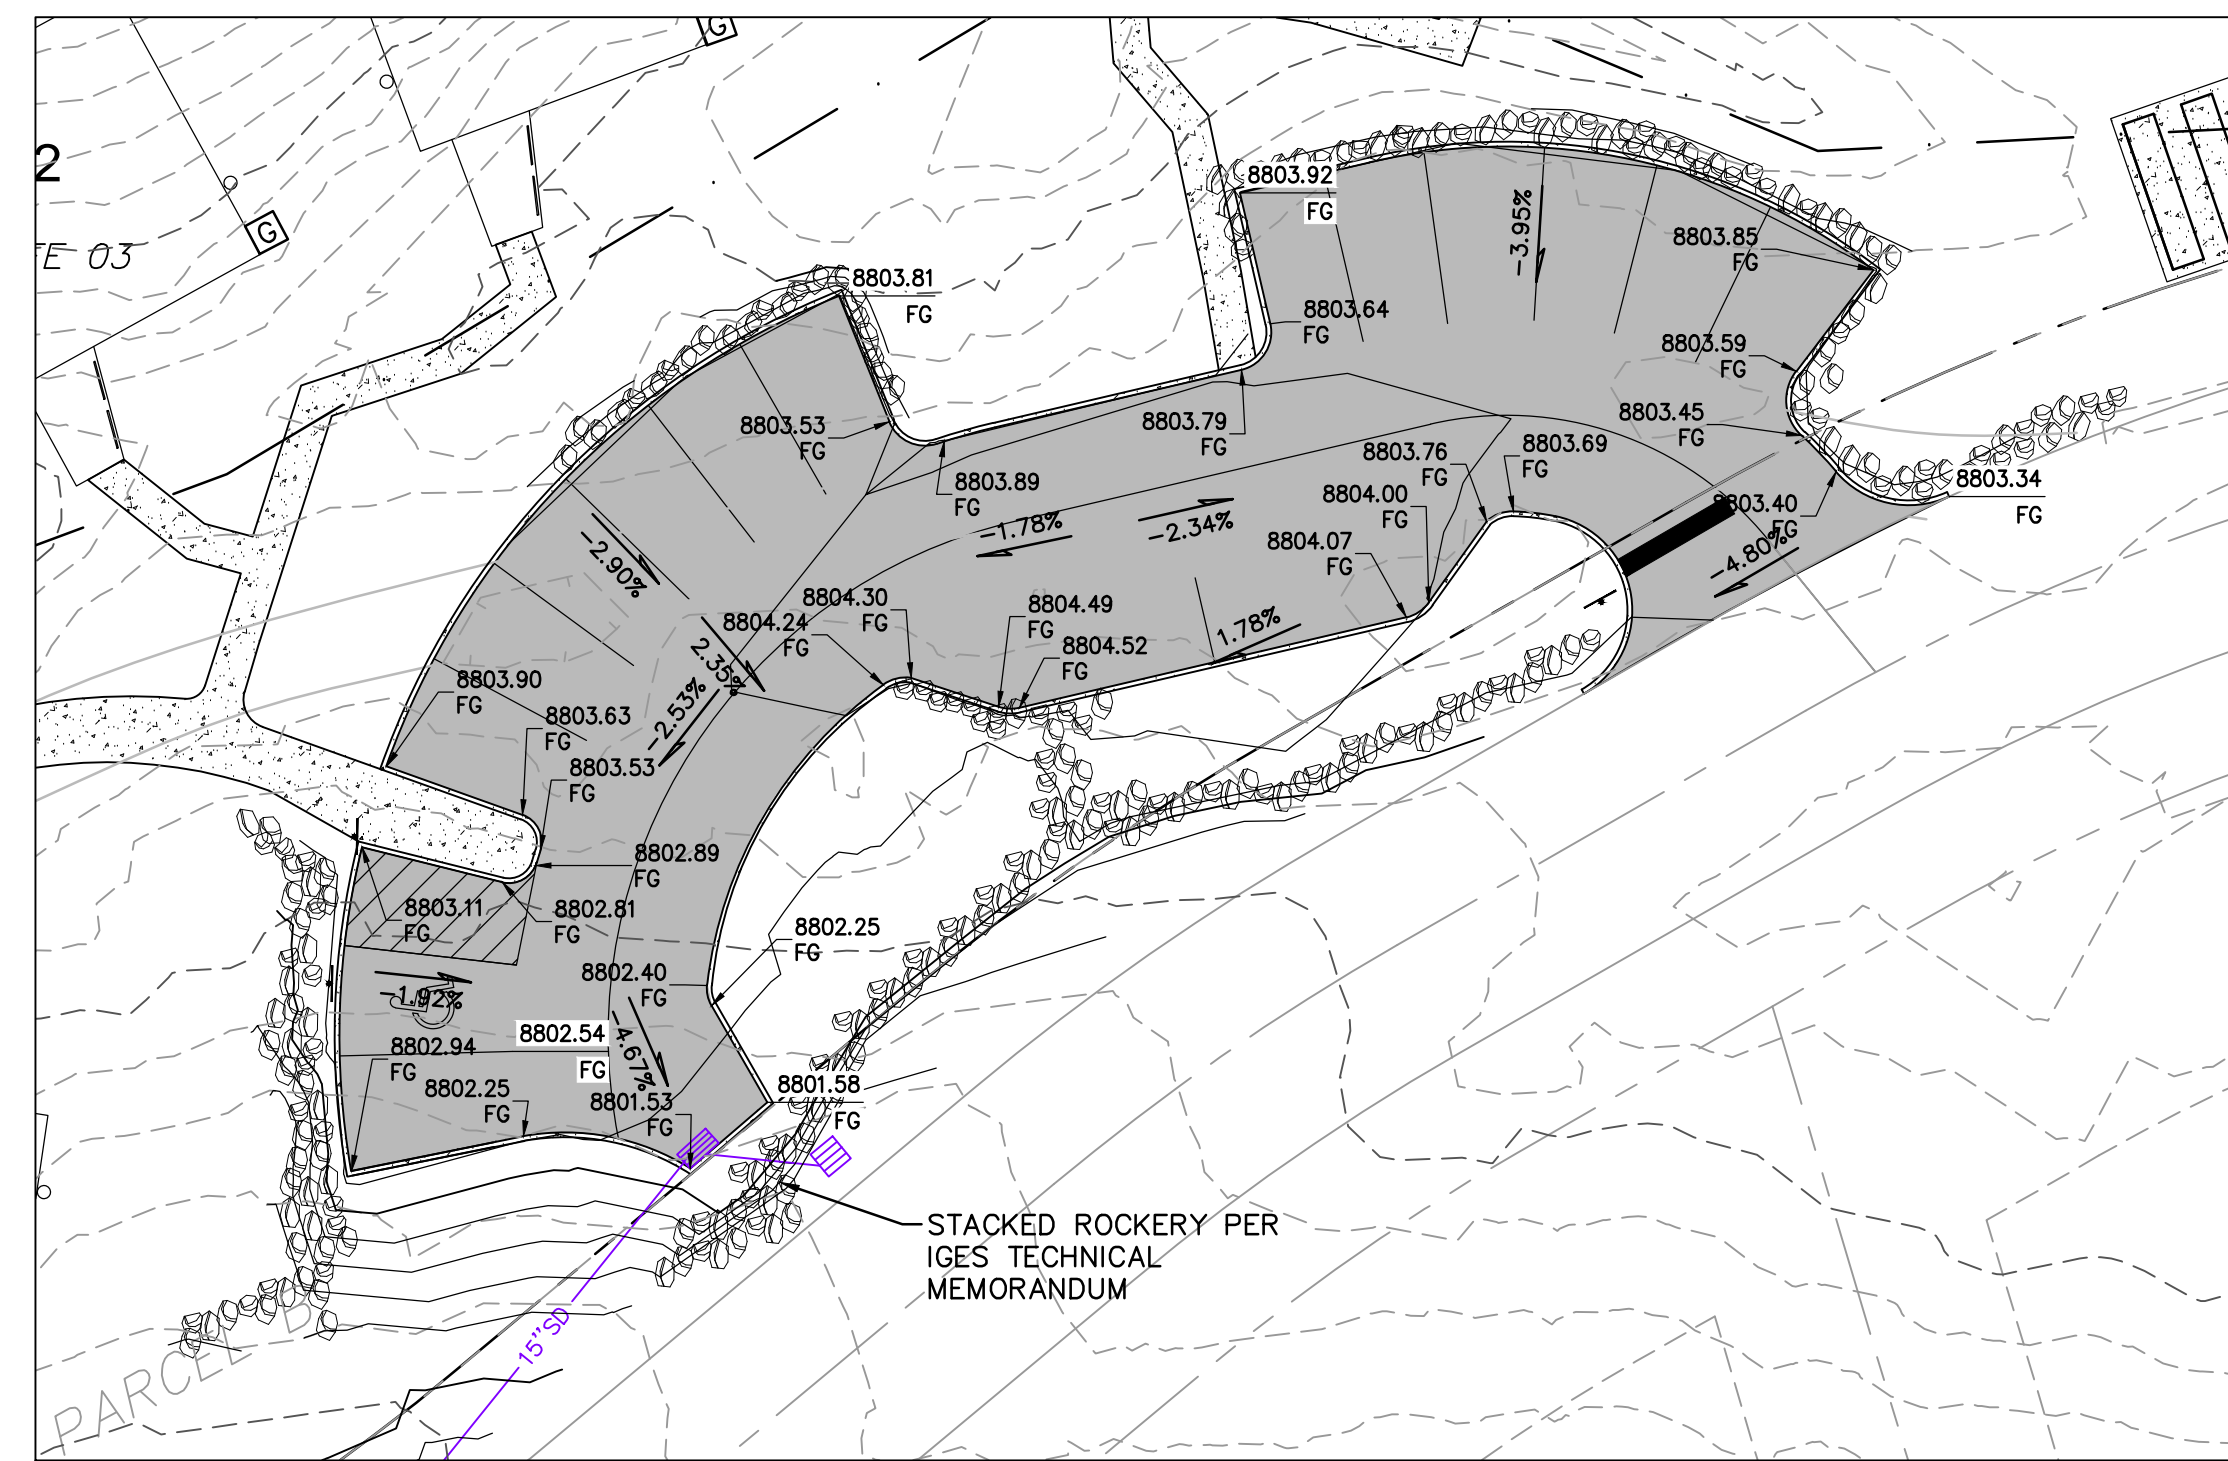 G
2
FE 03
G
8803.92
FG
-3.95%
8803.85
FG
8803.81
FG
8803.64
FG
8803.59
FG
8803.53
FG
8803.79
FG
8803.45
FG
8803.76
FG
8803.69
FG
8803.89
FG
8804.00
FG
8803.34
FG
8803.40
FG
-1.78%
-2.34%
8804.07
FG
-4.80%
-2.90%
8804.30
FG
8804.24
FG
8804.49
FG
8804.52
FG
1.78%
2.35%
-2.53%
8803.90
FG
8803.63
FG
8803.53
FG
8802.89
FG
8803.11
FG
8802.81
FG
8802.25
FG
8802.40
FG
-1.92%
8802.54
FG
-4.67%
8802.94
FG
8802.25
FG
8801.53
FG
8801.58
FG
STACKED ROCKERY PER
IGES TECHNICAL
MEMORANDUM
15"SD
PARCEL B